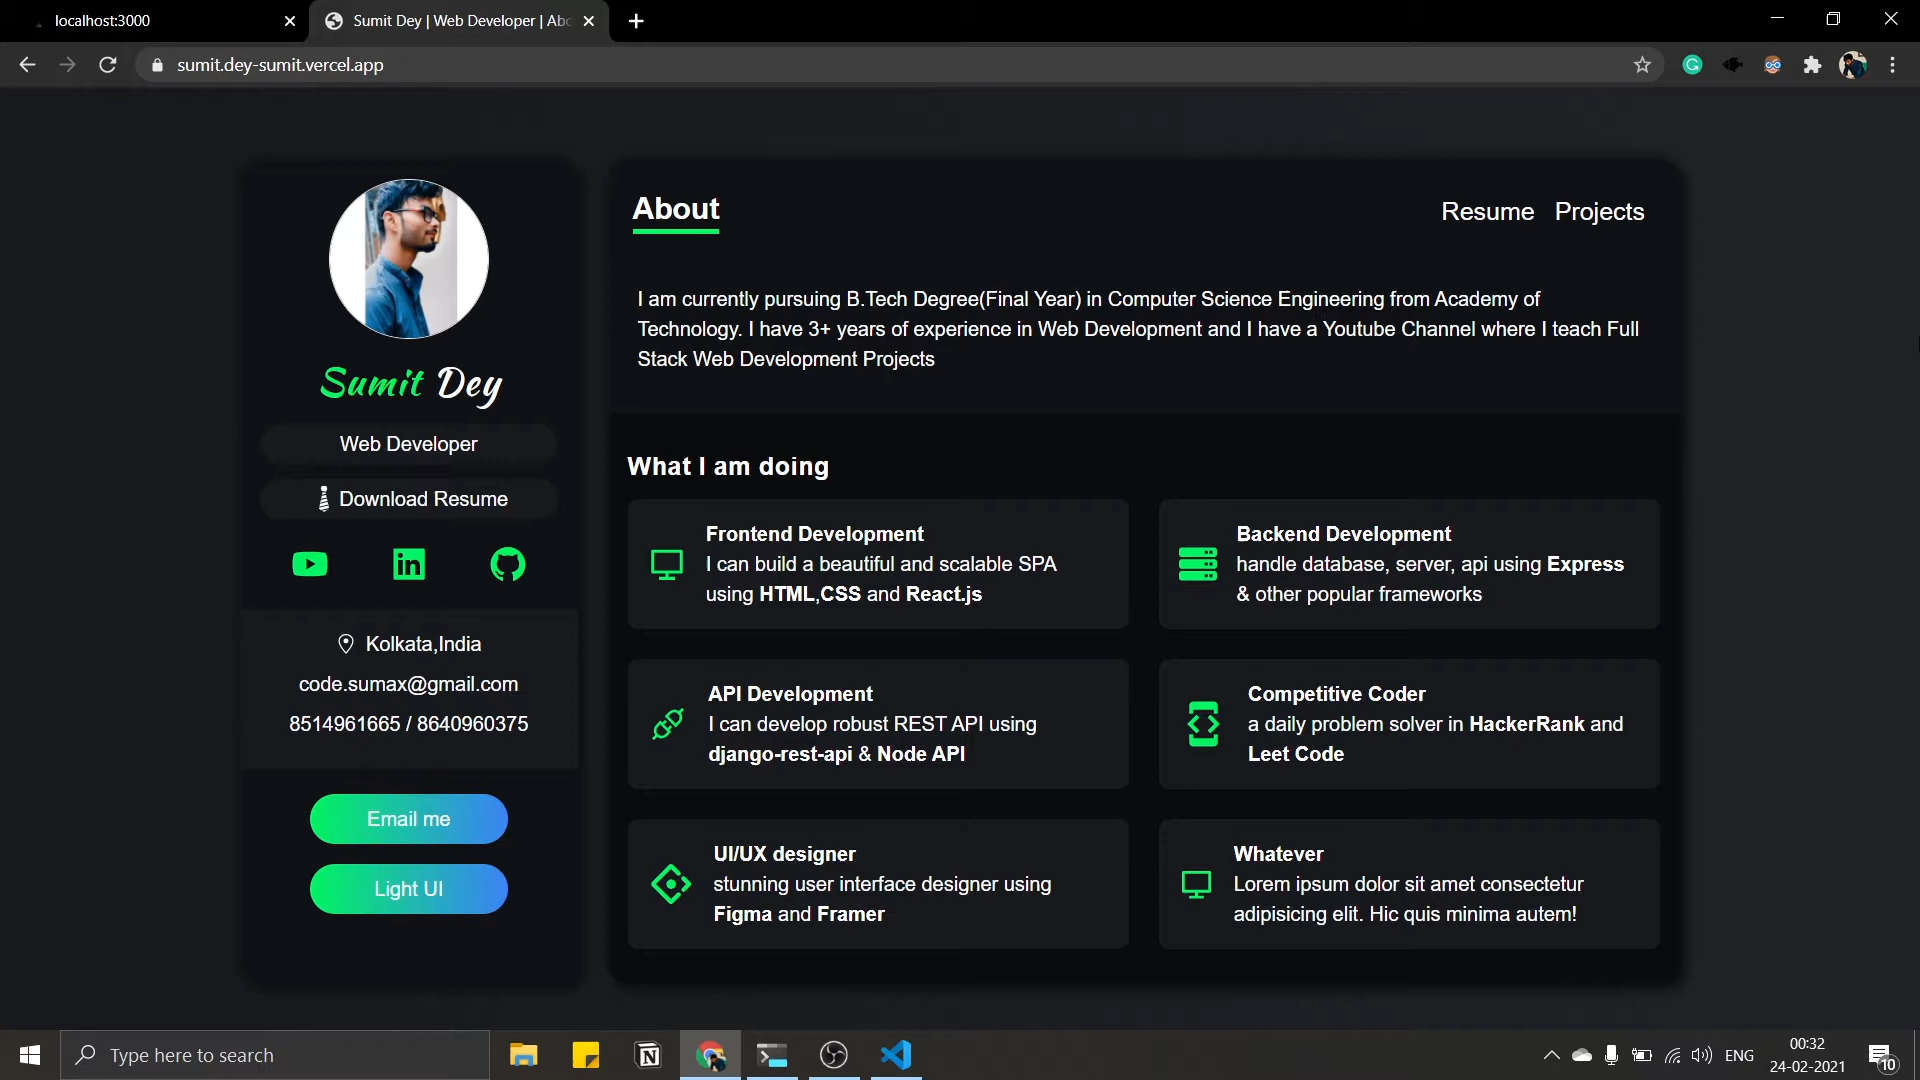 localhost:3000
Sumit Dey | Web Developer | Abc
sumit.dey-sumit.vercel.app
Sumit Dey
Web Developer
Download Resume
Kolkata,India
code.sumax@gmail.com
8514961665 / 8640960375
Email me
Light UI
About
Resume
Projects
I am currently pursuing B.Tech Degree(Final Year) in Computer Science Engineering from Academy of
Technology. I have 3+ years of experience in Web Development and I have a Youtube Channel where I teach Full
Stack Web Development Projects
What I am doing
Frontend Development
I can build a beautiful and scalable SPA
using HTML,CSS and React.js
Backend Development
handle database, server, api using Express
& other popular frameworks
API Development
I can develop robust REST API using
django-rest-api & Node API
Competitive Coder
a daily problem solver in HackerRank and
Leet Code
UI/UX designer
stunning user interface designer using
Figma and Framer
Whatever
Lorem ipsum dolor sit amet consectetur
adipisicing elit. Hic quis minima autem!
Type here to search
ENG
00:32
24-02-2021
10